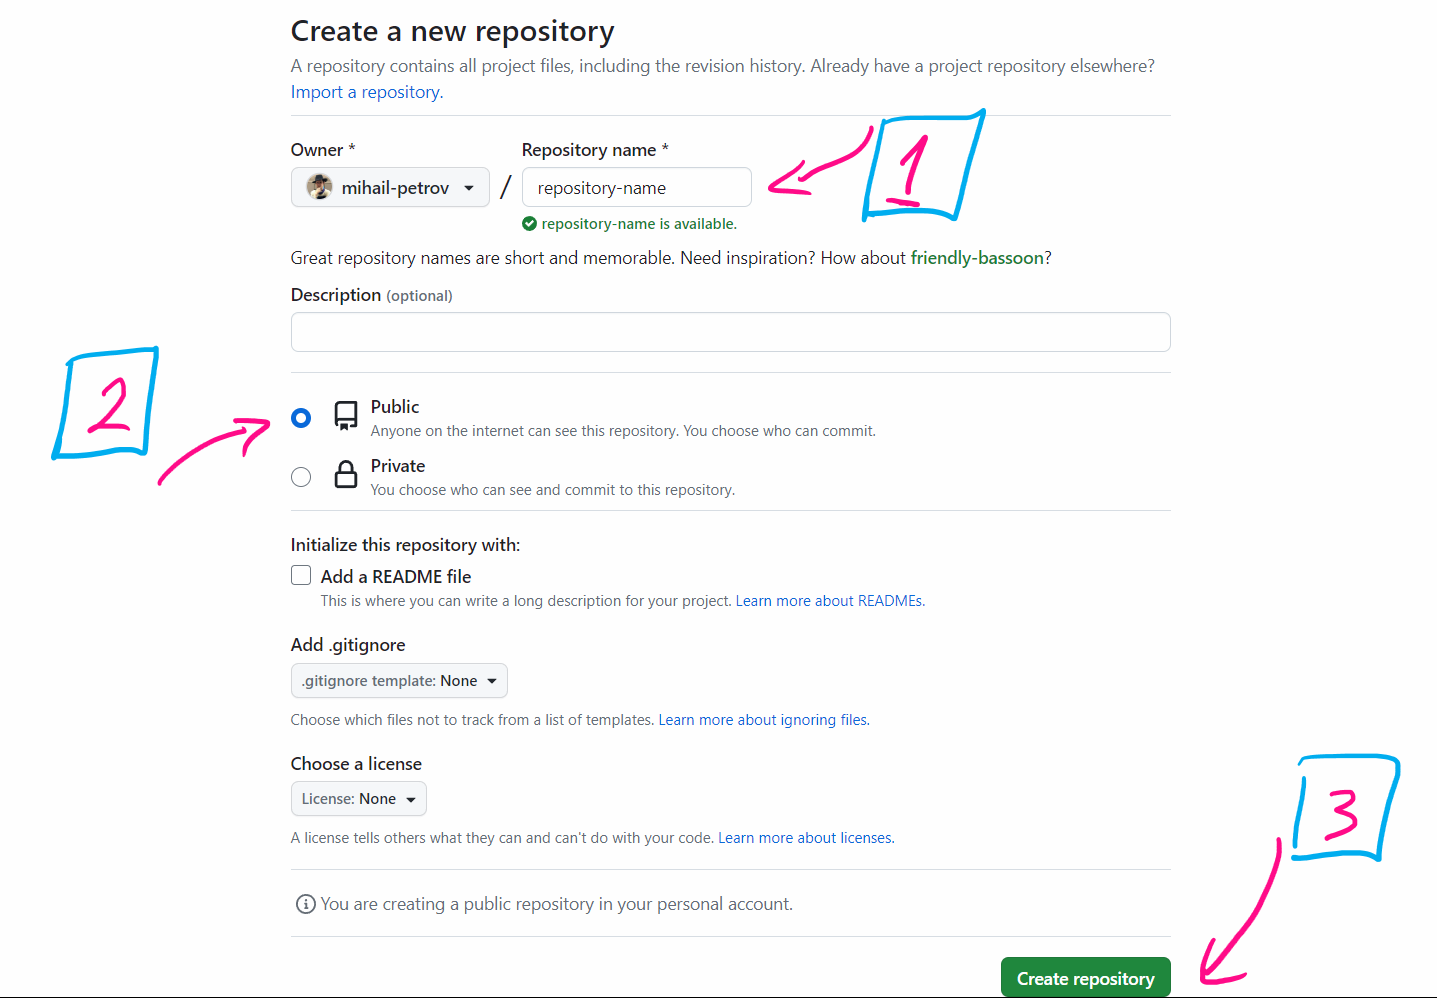 Create a new repository
A repository contains all project files, including the revision history. Already have a project repository elsewhere?
Import a repository.
Owner *
Repository name *
1
mihail-petrov / repository-name
repository-name is available.
Great repository names are short and memorable. Need inspiration? How about friendly-bassoon?
Description (optional)
2
Public
Anyone on the internet can see this repository. You choose who can commit.
Private
You choose who can see and commit to this repository.
Initialize this repository with:
Add a README file
This is where you can write a long description for your project. Learn more about READMEs.
Add .gitignore
.gitignore template: None
Choose which files not to track from a list of templates. Learn more about ignoring files.
Choose a license
License: None
3
A license tells others what they can and can't do with your code. Learn more about licenses.
You are creating a public repository in your personal account.
Create repository